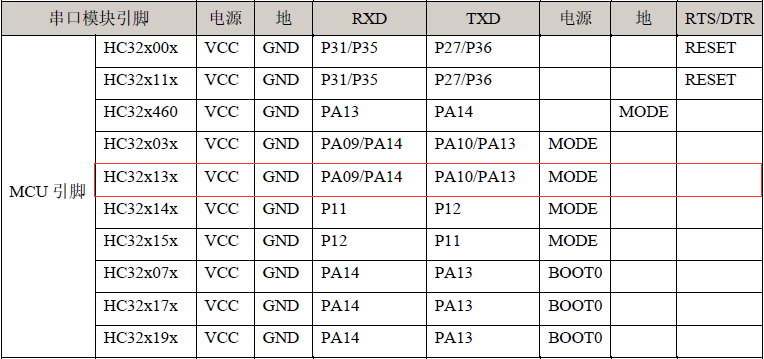 串口模块引脚 电源 地 RXD TXD 电源 地 RTS/DTR
HC32x00x VCC GND P31/P35 P27/P36 RESET
HC32x11x VCC GND P31/P35 P27/P36 RESET
HC32x460 VCC GND PA13 PA14 MODE
HC32x03x VCC GND PA09/PA14 PA10/PA13 MODE
MCU 引脚 HC32x13x VCC GND PA09/PA14 PA10/PA13 MODE
HC32x14x VCC GND P11 P12 MODE
HC32x15x VCC GND P12 P11 MODE
HC32x07x VCC GND PA14 PA13 BOOT0
HC32x17x VCC GND PA14 PA13 BOOT0
HC32x19x VCC GND PA14 PA13 BOOT0